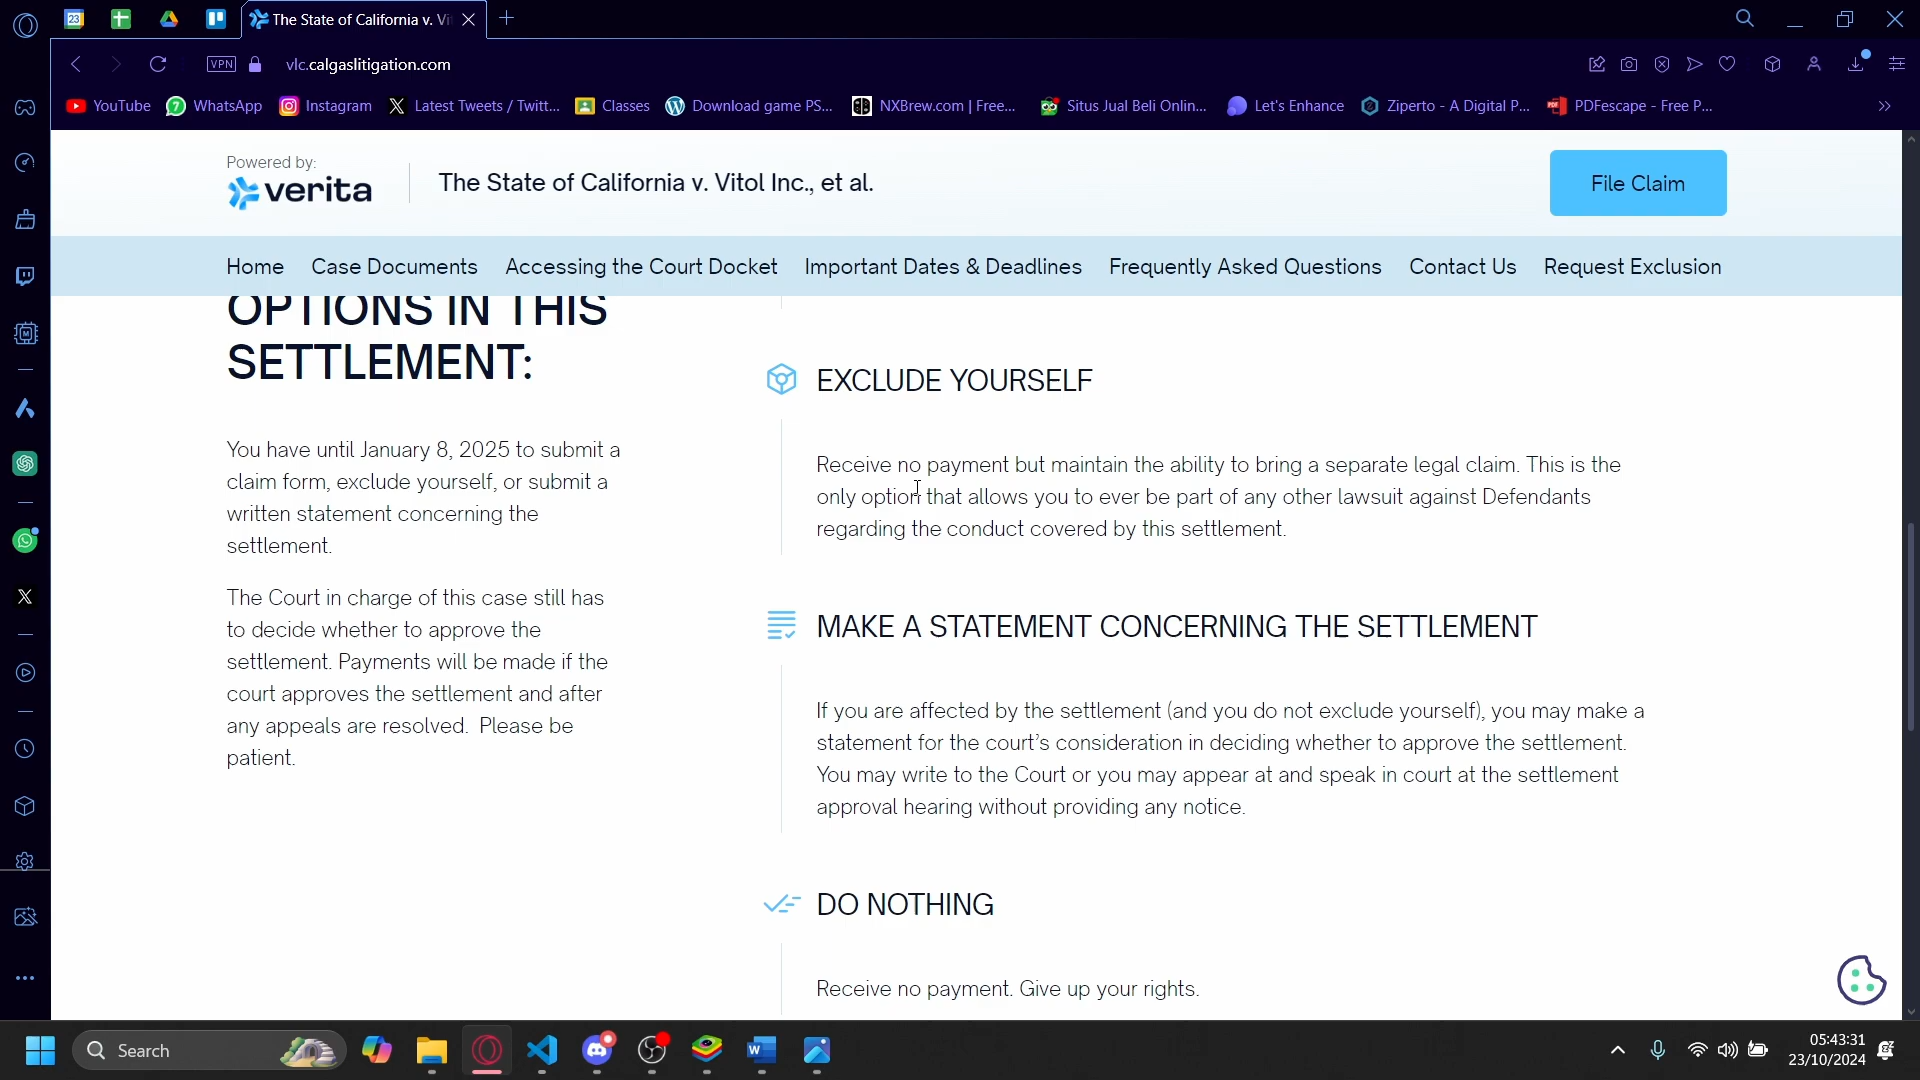 The State of California v. Vit
vlc.calgaslitigation.com
VPN
YouTube
WhatsApp
Instagram
Latest Tweets / Twitt...
Classes
Download game PS...
NXBrew.com | Free...
Situs Jual Beli Onlin...
Let's Enhance
Ziperto - A Digital P...
PDFescape - Free P...
Powered by:
verita
The State of California v. Vitol Inc., et al.
File Claim
Home
Case Documents
Accessing the Court Docket
Important Dates & Deadlines
Frequently Asked Questions
Contact Us
Request Exclusion
OPTIONS IN THIS
SETTLEMENT:
You have until January 8, 2025 to submit a
claim form, exclude yourself, or submit a
written statement concerning the
settlement.
The Court in charge of this case still has
to decide whether to approve the
settlement. Payments will be made if the
court approves the settlement and after
any appeals are resolved. Please be
patient.
EXCLUDE YOURSELF
Receive no payment but maintain the ability to bring a separate legal claim. This is the
only option that allows you to ever be part of any other lawsuit against Defendants
regarding the conduct covered by this settlement.
MAKE A STATEMENT CONCERNING THE SETTLEMENT
If you are affected by the settlement (and you do not exclude yourself), you may make a
statement for the court's consideration in deciding whether to approve the settlement.
You may write to the Court or you may appear at and speak in court at the settlement
approval hearing without providing any notice.
DO NOTHING
Receive no payment. Give up your rights.
Search
05:43:31
23/10/2024